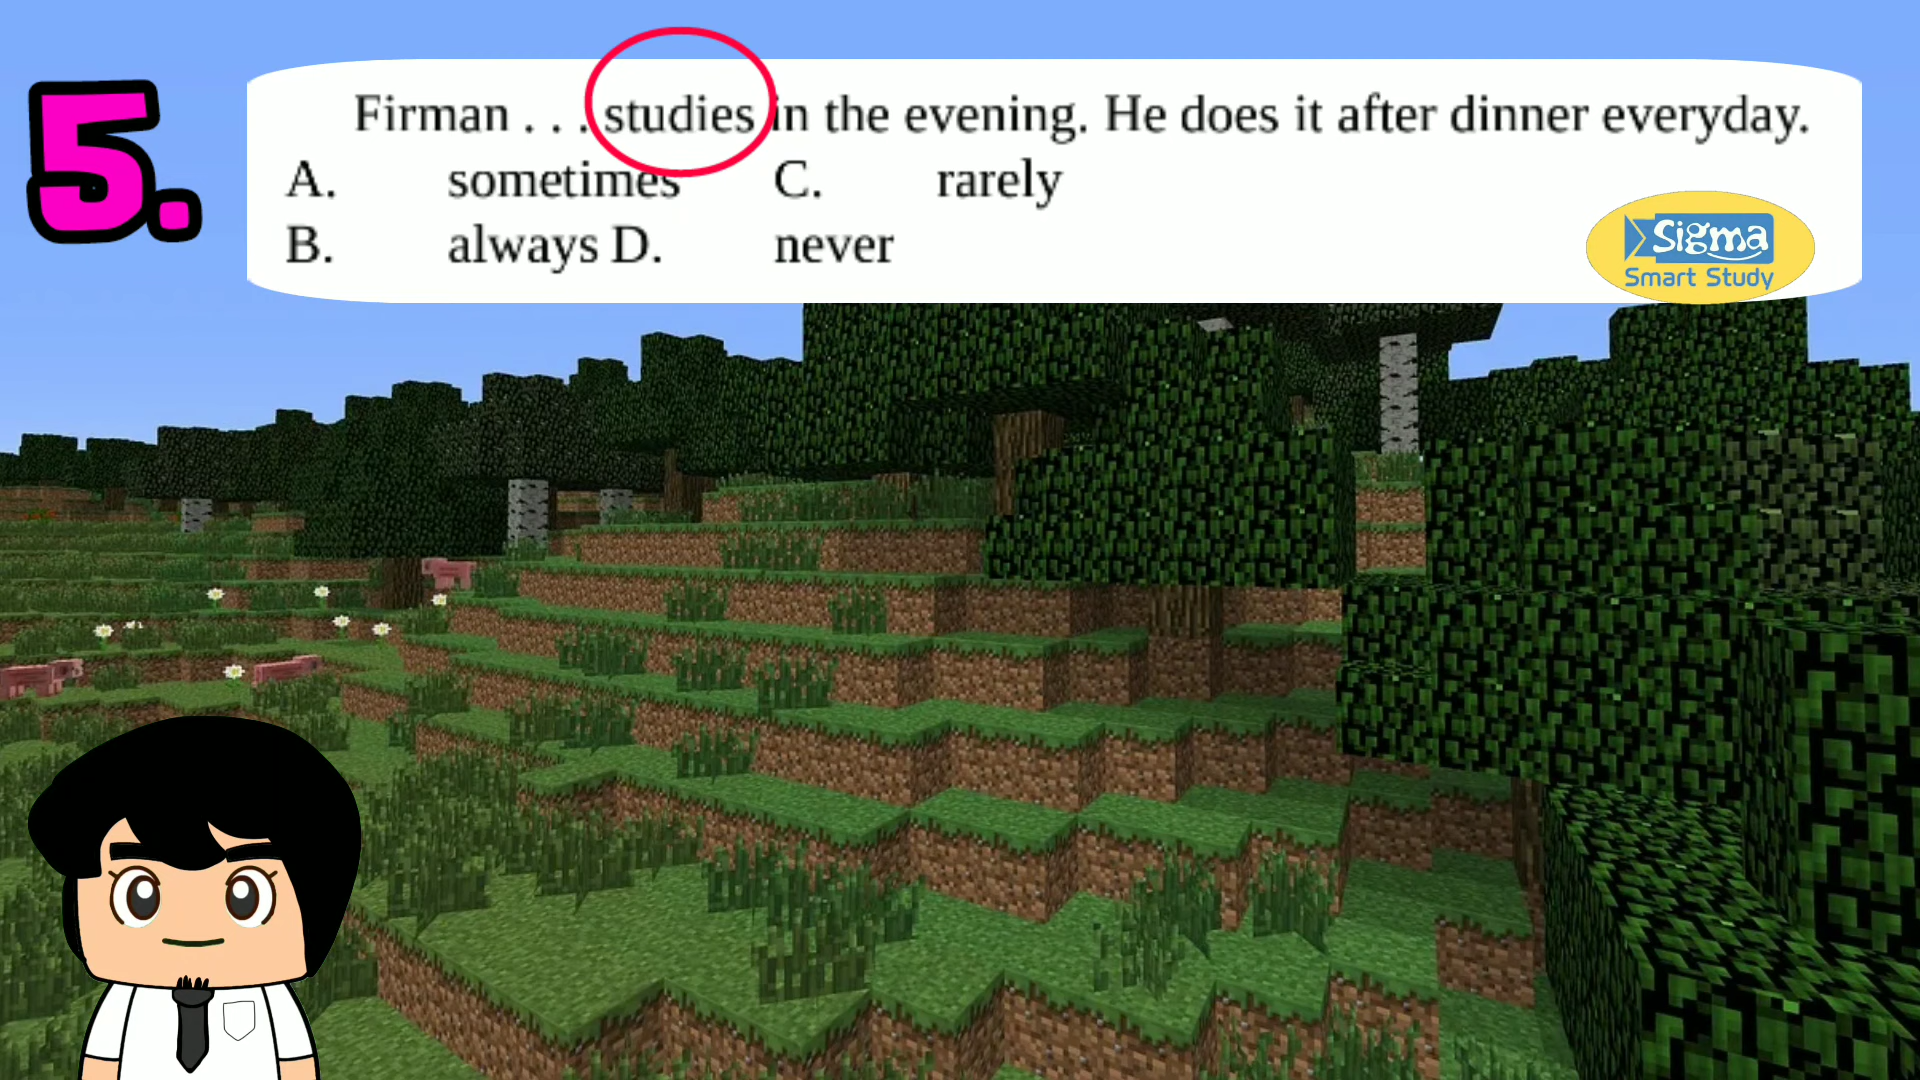 5.
Firman . . . studies in the evening. He does it after dinner everyday.
A. sometimes C. rarely
B. always D. never
Sigma
Smart Study